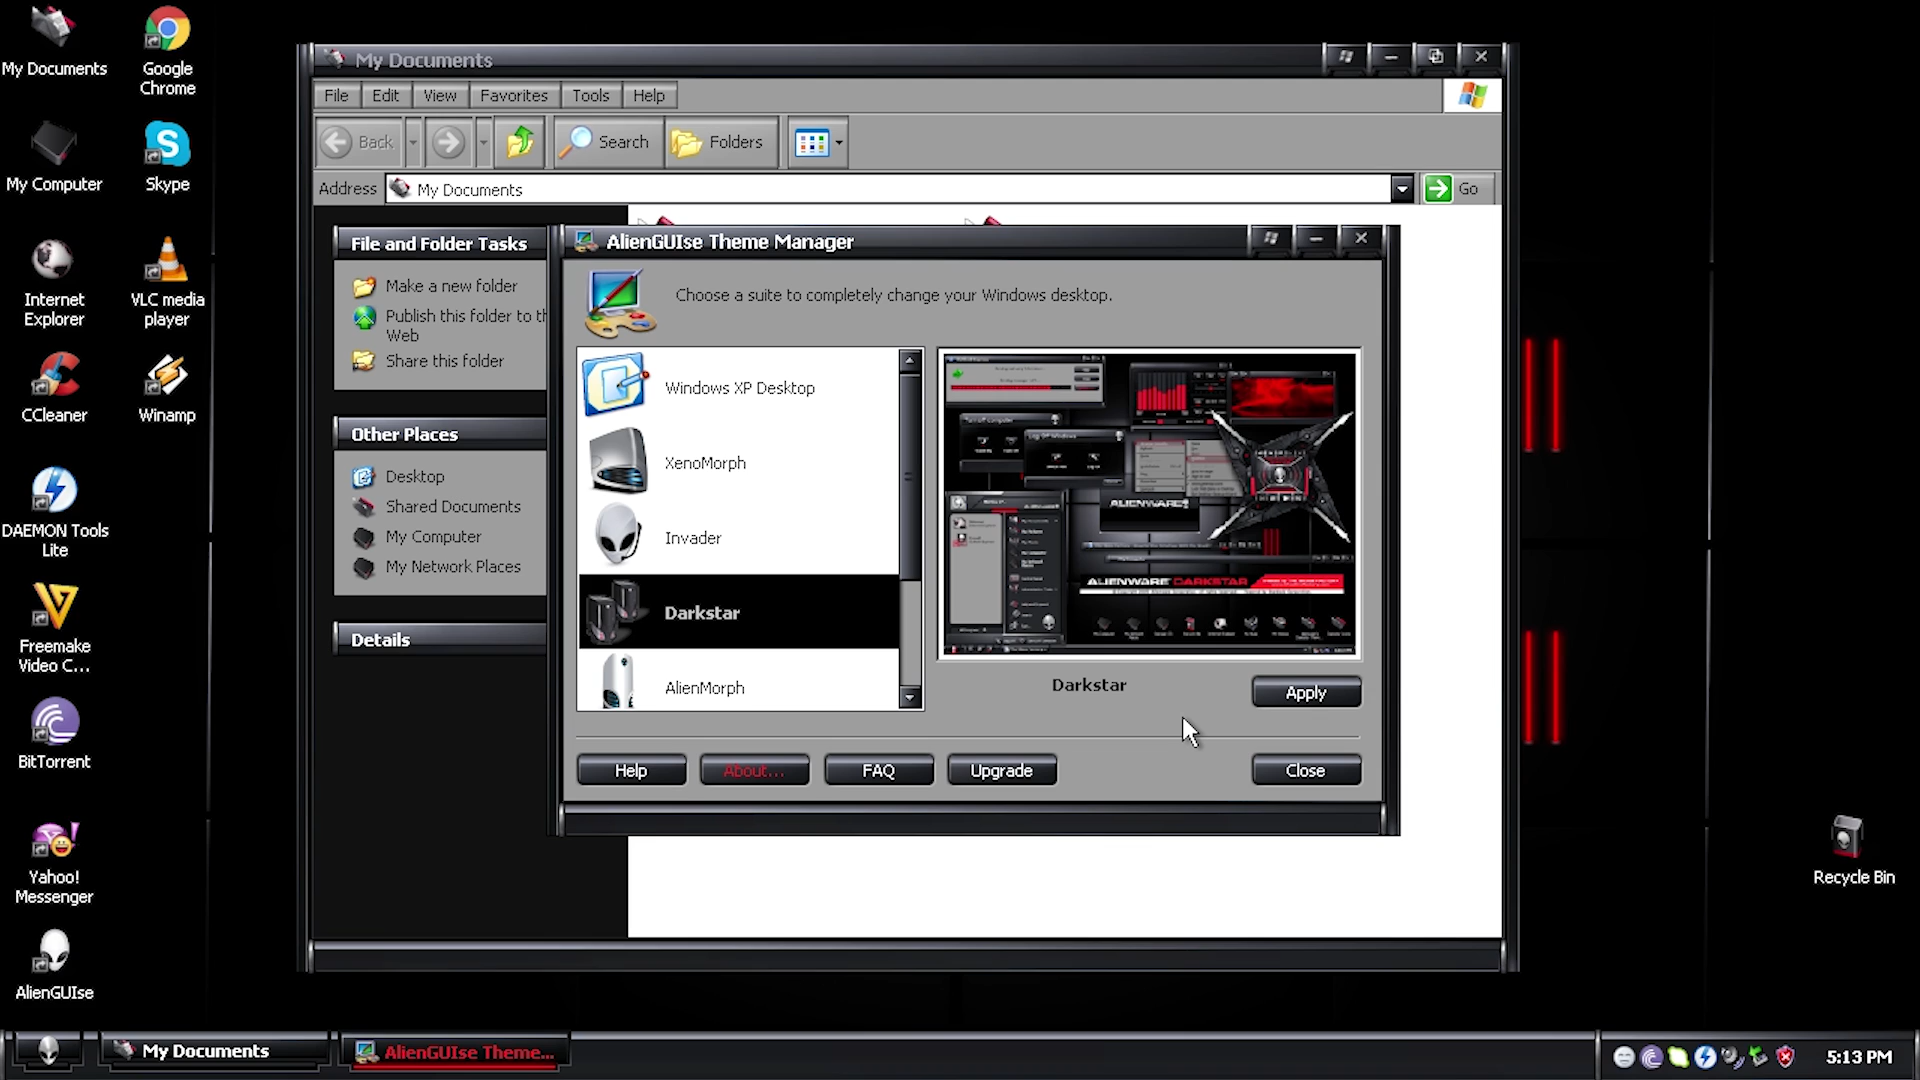 My Documents
Google
Chrome
My Computer
Skype
Internet
Explorer
VLC media
player
CCleaner
Winamp
DAEMON Tools
Lite
Freemake
Video C...
BitTorrent
Yahoo!
Messenger
AlienGUIse
My Documents
File
Edit
View
Favorites
Tools
Help
Back
Search
Folders
Address
My Documents
Go
File and Folder Tasks
Make a new folder
Publish this folder to th
Web
Share this folder
Other Places
Desktop
Shared Documents
My Computer
My Network Places
Details
AlienGUIse Theme Manager
Choose a suite to completely change your Windows desktop.
Windows XP Desktop
XenoMorph
Invader
Darkstar
AlienMorph
ALIENWARE
ALIENWARE DARKSTAR
Darkstar
Apply
Help
About...
FAQ
Upgrade
Close
Recycle Bin
My Documents
AlienGUIse Theme...
5:13 PM